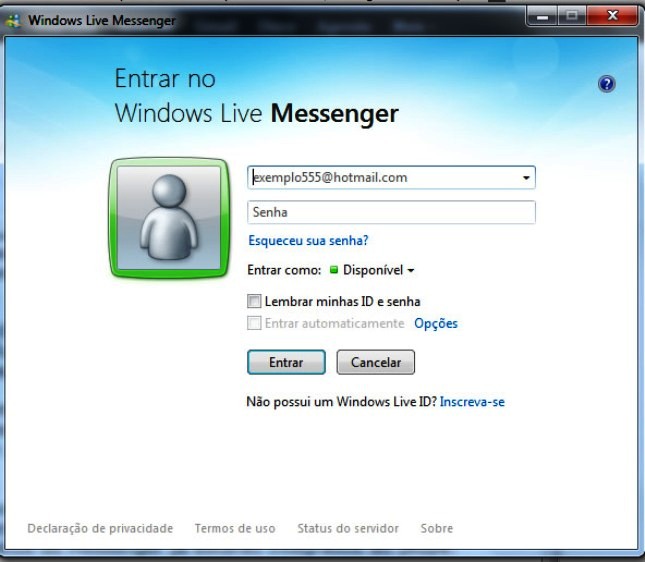 Windows Live Messenger
Entrar no
Windows Live Messenger
exemplo555@hotmail.com
Senha
Esqueceu sua senha?
Entrar como: Disponível
Lembrar minhas ID e senha
Entrar automaticamente Opções
Entrar Cancelar
Não possui um Windows Live ID? Inscreva-se
Declaração de privacidade Termos de uso Status do servidor Sobre